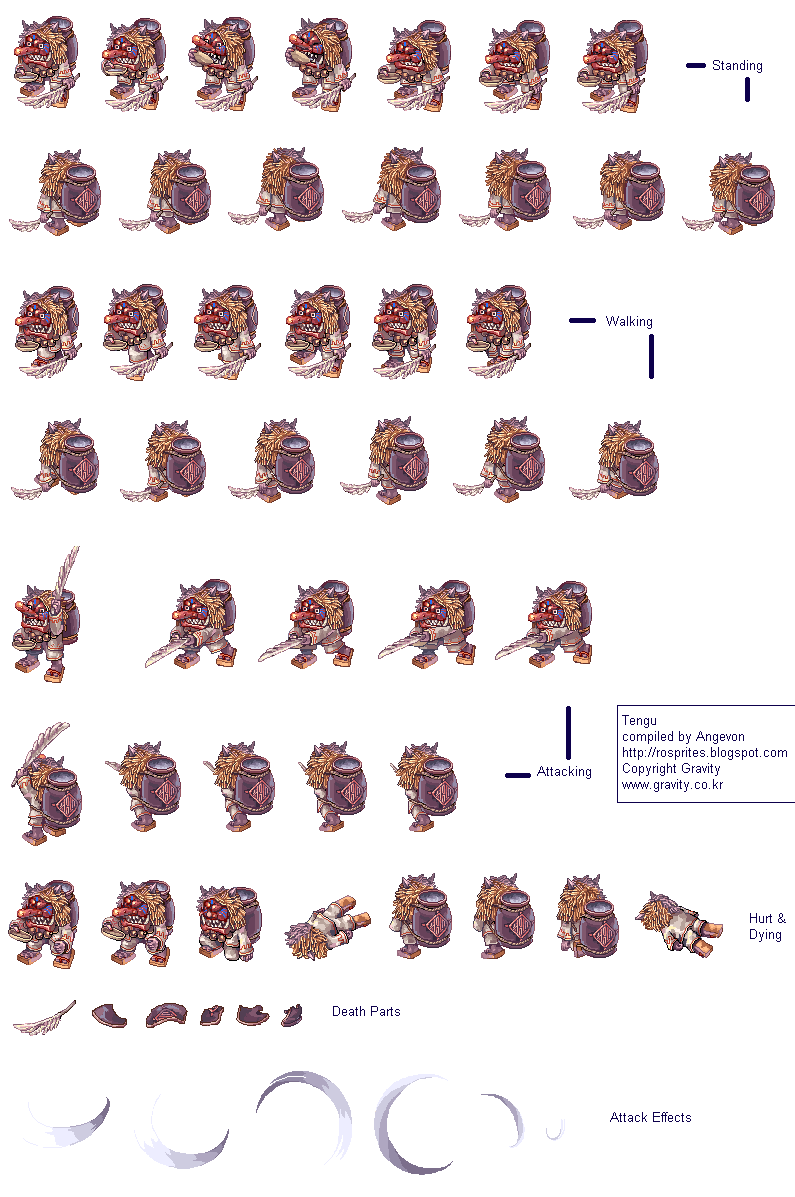 Standing
Walking
Tengu
compiled by Angevon
http://rosprites.blogspot.com
Copyright Gravity
www.gravity.co.kr
Attacking
Hurt &
Dying
Death Parts
Attack Effects